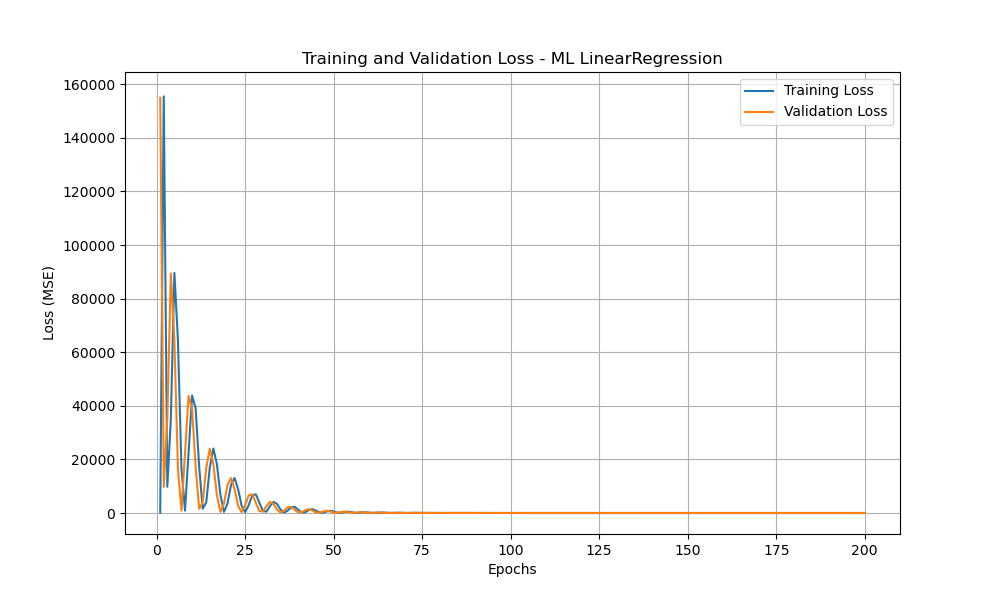 Training and Validation Loss - ML LinearRegression
Training Loss
Validation Loss
Loss (MSE)
160000
140000
120000
100000
80000
60000
40000
20000
0
0 25 50 75 100 125 150 175 200
Epochs